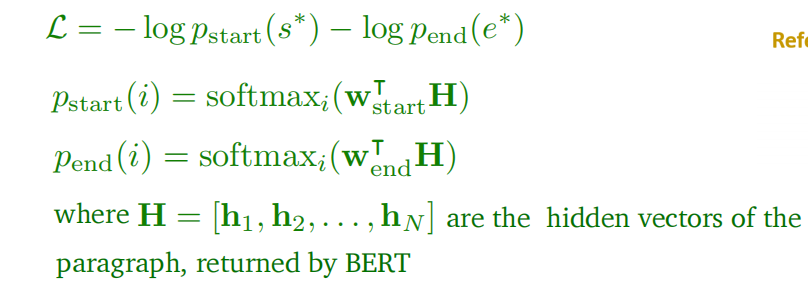 ℒ = − log p_start(s*) − log p_end(e*)
Refe
p_start(i) = softmax_i(w_start^⊤ H)
p_end(i) = softmax_i(w_end^⊤ H)
where H = [h_1, h_2, . . . , h_N] are the hidden vectors of the
paragraph, returned by BERT